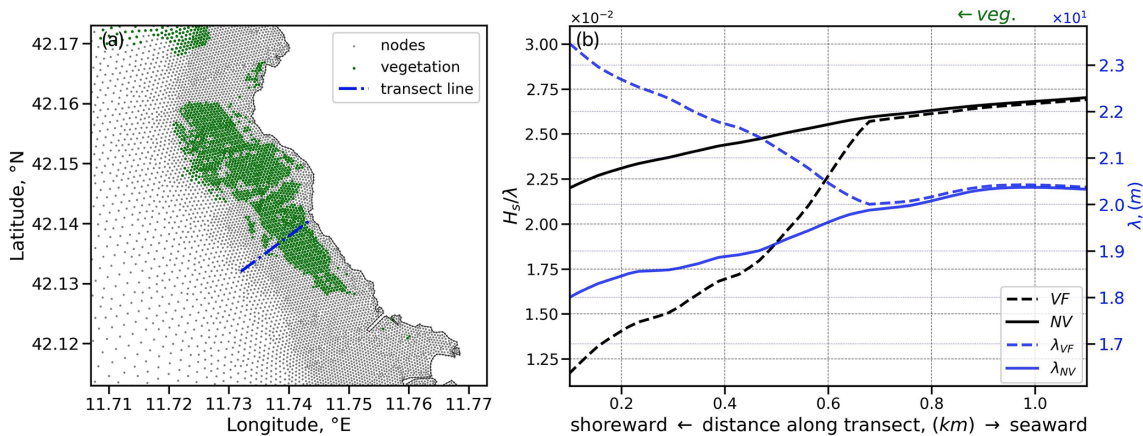 (a)
nodes
vegetation
transect line
42.17
42.16
42.15
42.14
42.13
42.12
Latitude, °N
11.71 11.72 11.73 11.74 11.75 11.76 11.77
Longitude, °E
×10⁻²
← veg.
×10¹
(b)
3.00
2.75
2.50
2.25
2.00
1.75
1.50
1.25
H_s/λ
2.3
2.2
2.1
2.0
1.9
1.8
1.7
λ, (m)
VF
NV
λ_VF
λ_NV
0.2 0.4 0.6 0.8 1.0
shoreward ← distance along transect, (km) → seaward